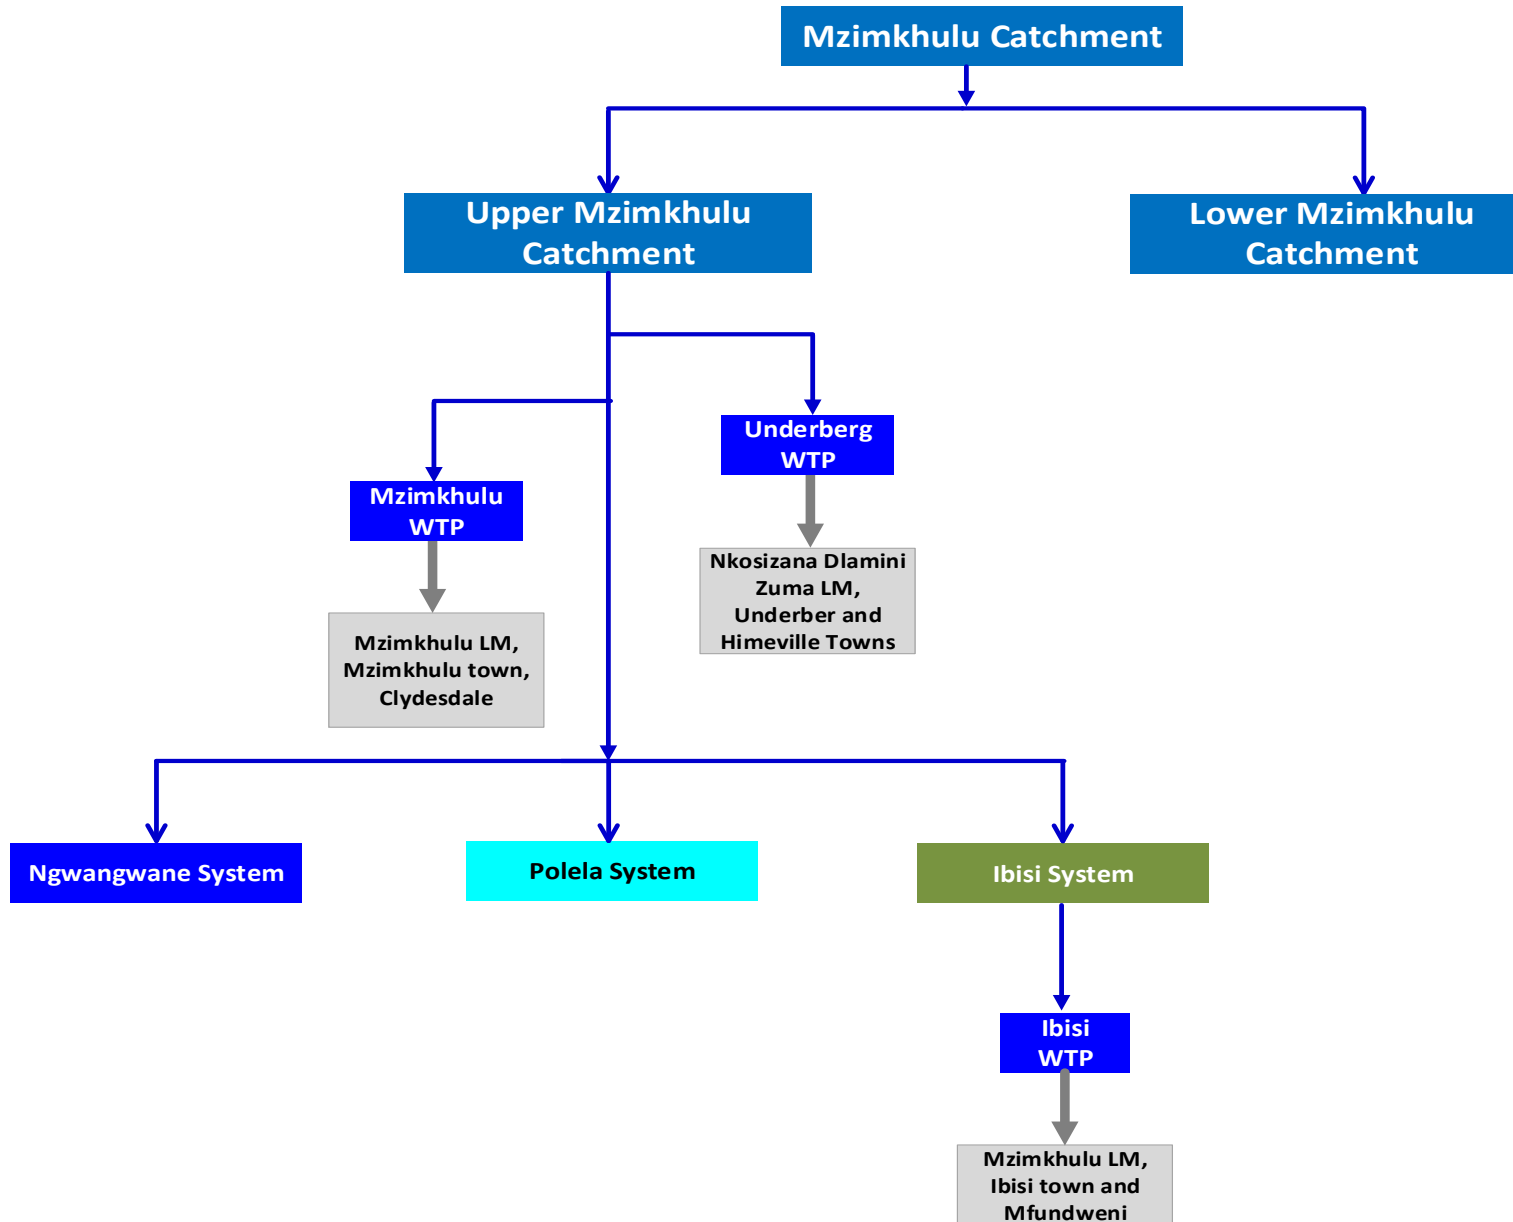 Mzimkhulu Catchment
Upper Mzimkhulu
Catchment
Lower Mzimkhulu
Catchment
Underberg
WTP
Mzimkhulu
WTP
Nkosizana Dlamini
Zuma LM,
Underber and
Himeville Towns
Mzimkhulu LM,
Mzimkhulu town,
Clydesdale
Ngwangwane System
Polela System
Ibisi System
Ibisi
WTP
Mzimkhulu LM,
Ibisi town and
Mfundweni